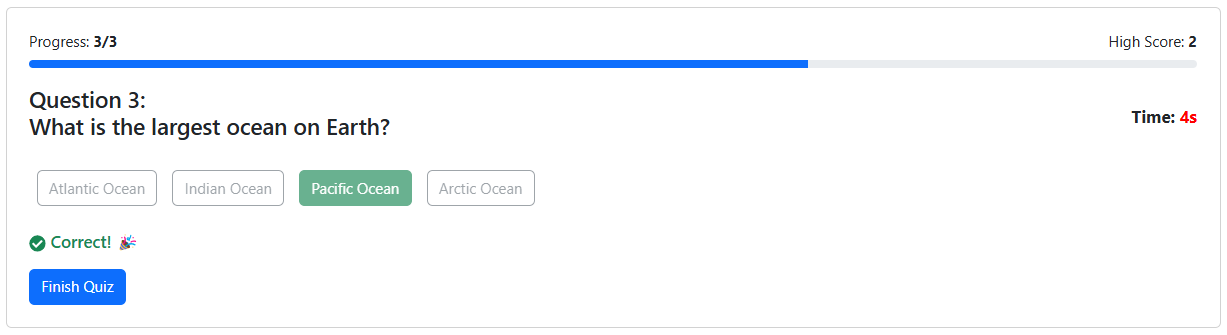 Progress: 3/3
High Score: 2
Question 3:
What is the largest ocean on Earth?
Time: 4s
Atlantic Ocean
Indian Ocean
Pacific Ocean
Arctic Ocean
Correct! 🎉
Finish Quiz